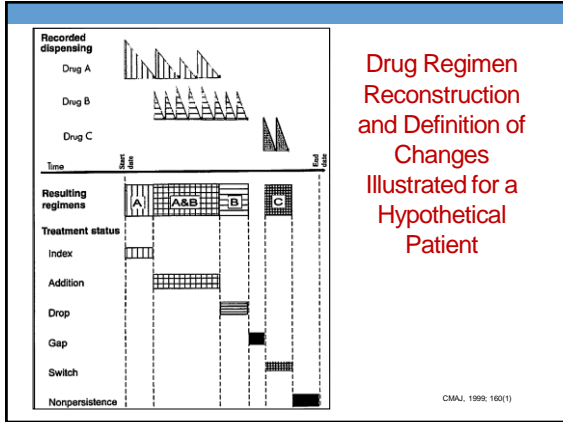 Recorded
dispensing
Drug A
Drug B
Drug C
Time
Start
date
End
date
Resulting
regimens
A
A&B
B
C
Treatment status
Index
Addition
Drop
Gap
Switch
Nonpersistence
Drug Regimen
Reconstruction
and Definition of
Changes
Illustrated for a
Hypothetical
Patient
CMAJ, 1999; 160(1)